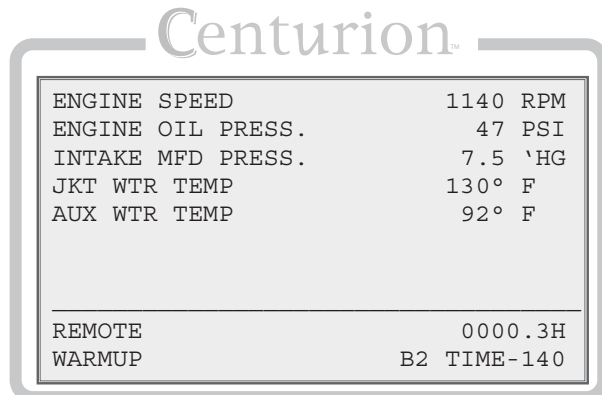 Centurion™
ENGINE SPEED 1140 RPM
ENGINE OIL PRESS. 47 PSI
INTAKE MFD PRESS. 7.5 ‘HG
JKT WTR TEMP 130° F
AUX WTR TEMP 92° F
REMOTE 0000.3H
WARMUP B2 TIME-140